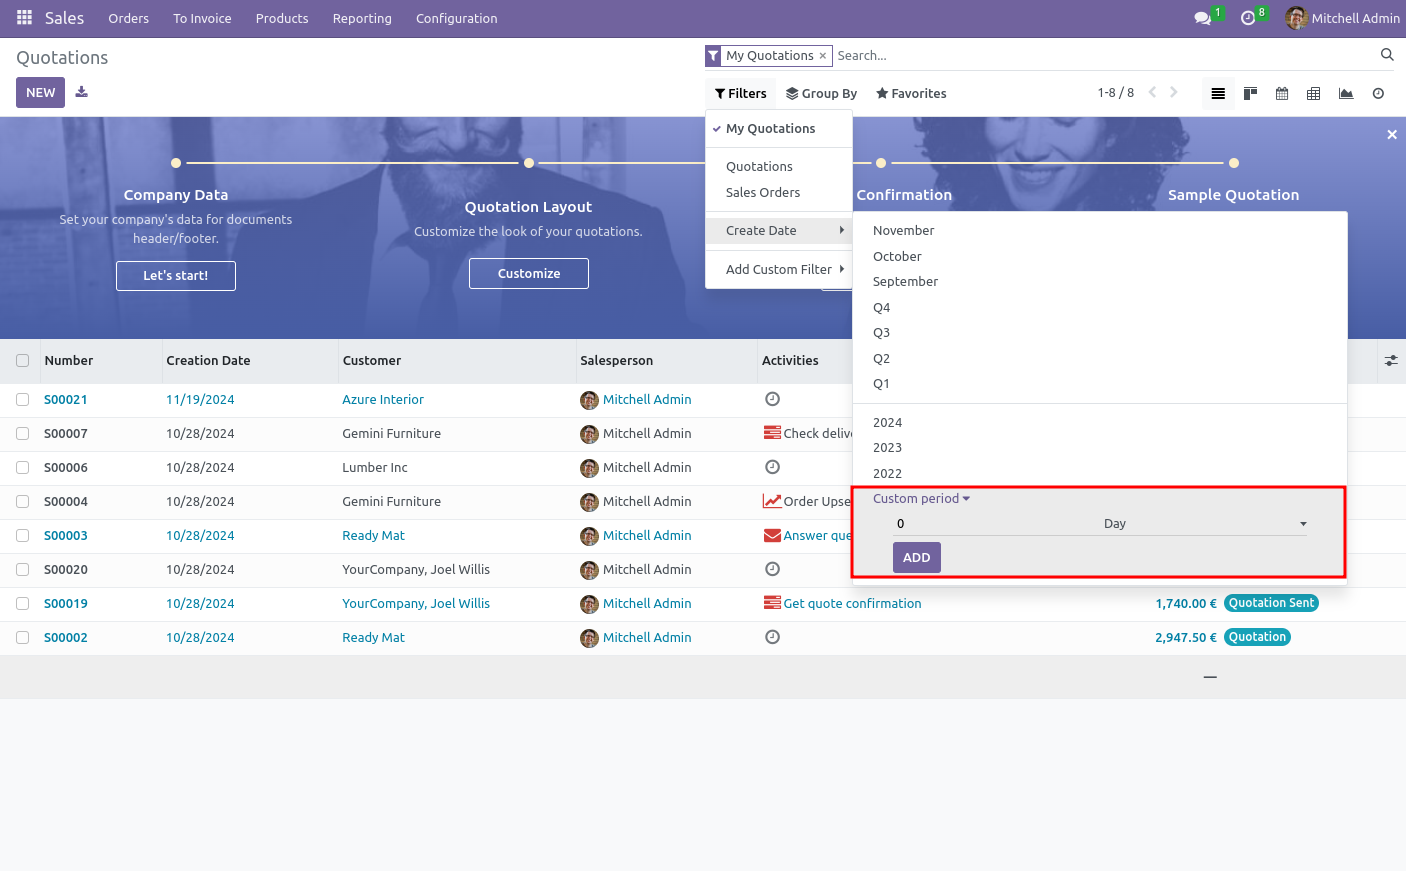 Sales Orders To Invoice Products Reporting Configuration 1 8 Mitchell Admin
Quotations My Quotations × Search...
NEW Filters Group By Favorites 1-8 / 8
My Quotations
Quotations
Sales Orders
Create Date
Add Custom Filter
November
October
September
Q4
Q3
Q2
Q1
2024
2023
2022
Custom period
0 Day
ADD
Company Data
Set your company's data for documents
header/footer.
Let's start!
Quotation Layout
Customize the look of your quotations.
Customize
Confirmation
Sample Quotation
Number Creation Date Customer Salesperson Activities
S00021 11/19/2024 Azure Interior Mitchell Admin
S00007 10/28/2024 Gemini Furniture Mitchell Admin Check
S00006 10/28/2024 Lumber Inc Mitchell Admin
S00004 10/28/2024 Gemini Furniture Mitchell Admin Order
S00003 10/28/2024 Ready Mat Mitchell Admin Answer
S00020 10/28/2024 YourCompany, Joel Willis Mitchell Admin
S00019 10/28/2024 YourCompany, Joel Willis Mitchell Admin Get quote confirmation 1,740.00 € Quotation Sent
S00002 10/28/2024 Ready Mat Mitchell Admin 2,947.50 € Quotation